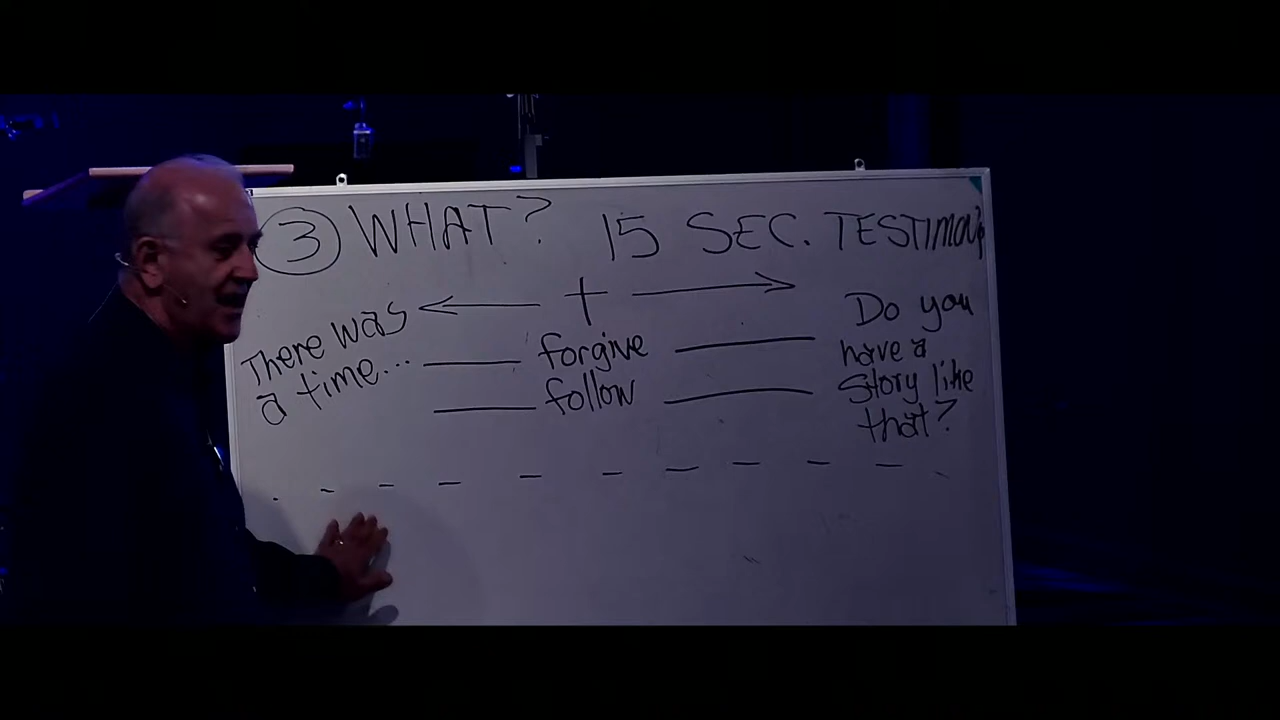 3 WHAT? 15 SEC. TESTIMONY
There was
a time...
forgive
follow
Do you
have a
Story like
that?